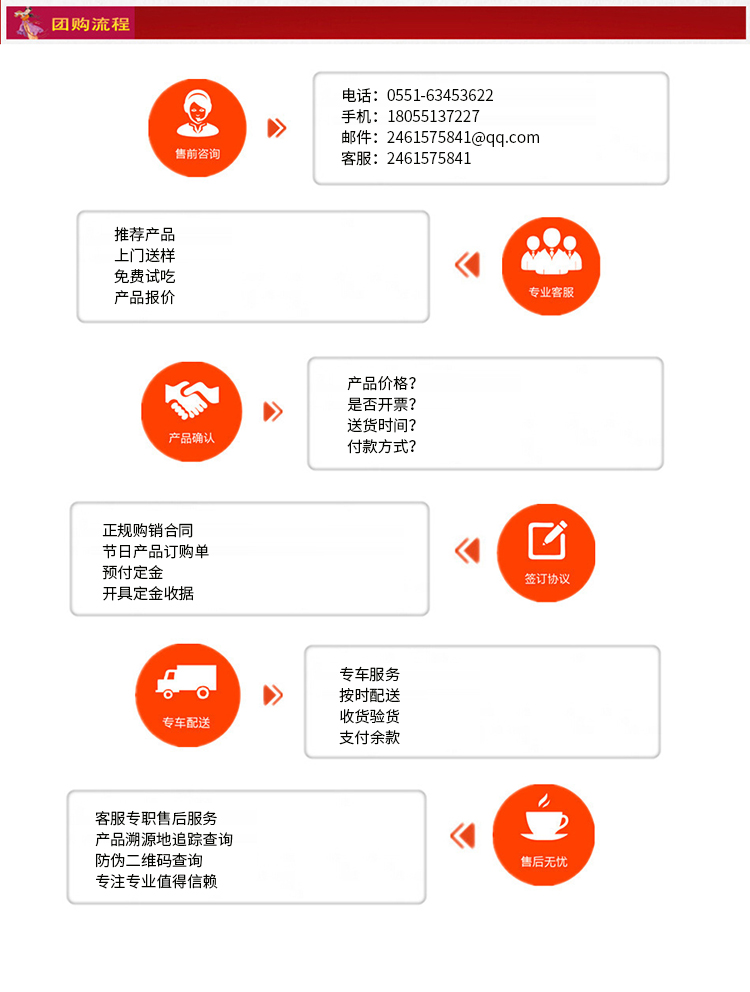 团购流程
售前咨询
电话：0551-63453622
手机：18055137227
邮件：2461575841@qq.com
客服：2461575841
推荐产品
上门送样
免费试吃
产品报价
专业客服
产品确认
产品价格？
是否开票？
送货时间？
付款方式？
正规购销合同
节日产品订购单
预付定金
开具定金收据
签订协议
专车配送
专车服务
按时配送
收货验货
支付余款
客服专职售后服务
产品溯源地追踪查询
防伪二维码查询
专注专业值得信赖
售后无忧